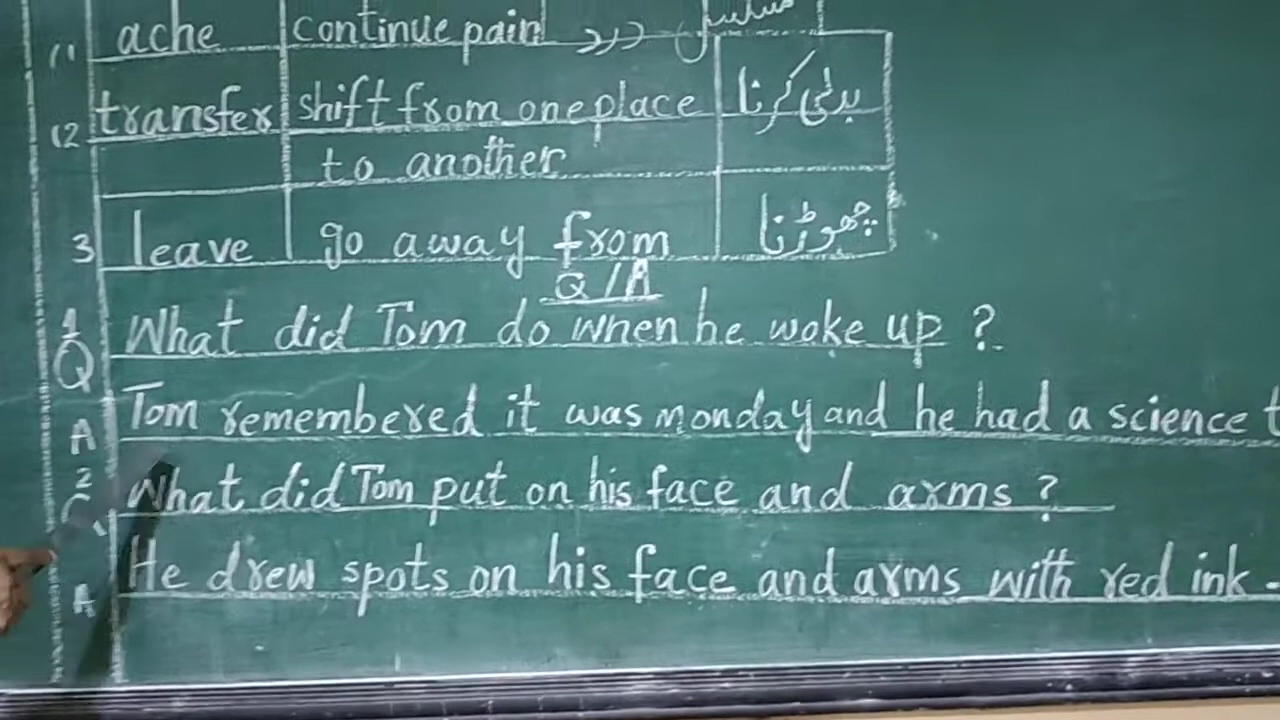 (1 ache continue pain مسلسل درد
(2 transfer shift from one place بدلی کرنا
to another
3 leave go away from چھوڑنا
Q/A
1
Q What did Tom do when he woke up ?
A Tom remembered it was monday and he had a science
2
Q What did Tom put on his face and arms ?
A He drew spots on his face and arms with red ink.